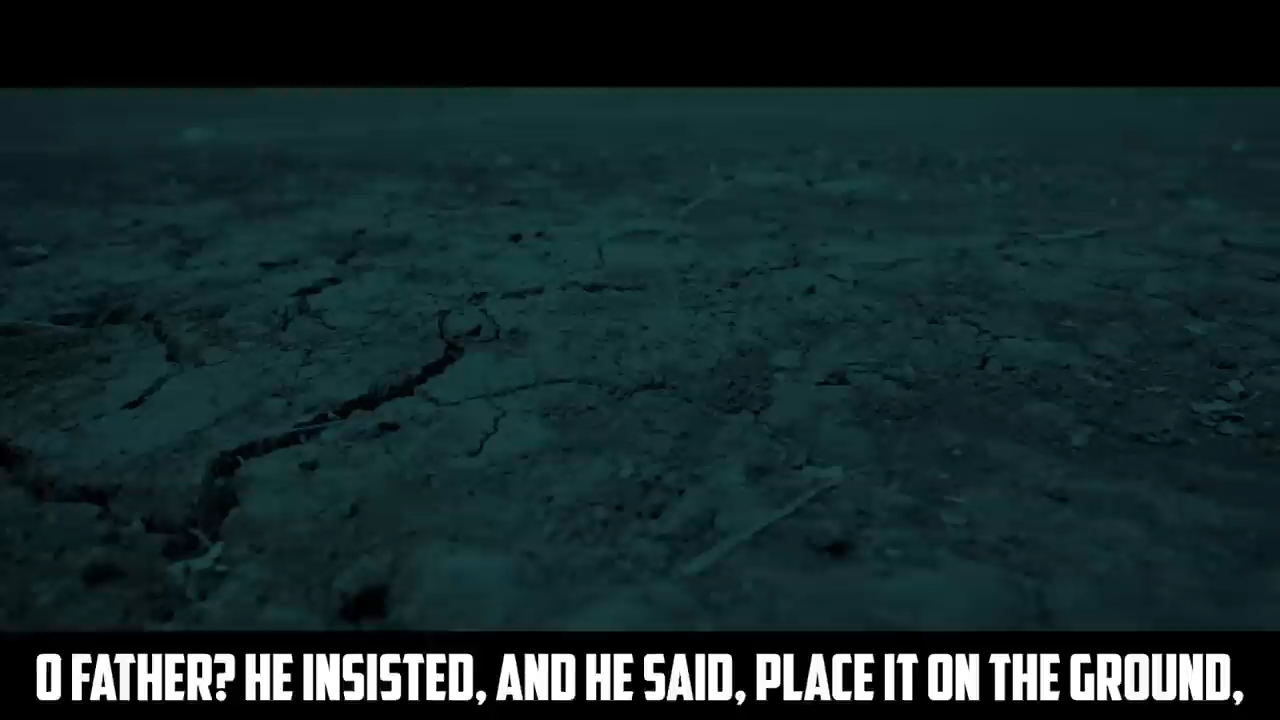 O FATHER? HE INSISTED, AND HE SAID, PLACE IT ON THE GROUND,